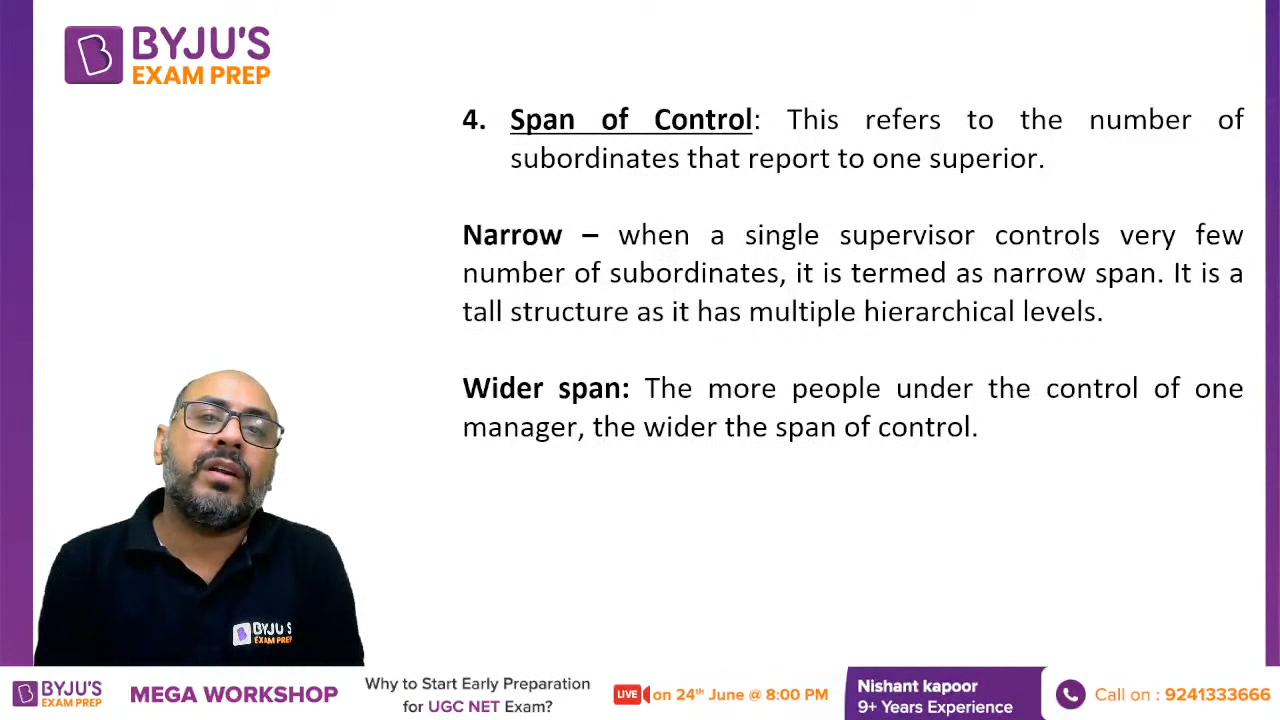 BYJU'S
EXAM PREP
4. Span of Control: This refers to the number of
subordinates that report to one superior.
Narrow – when a single supervisor controls very few
number of subordinates, it is termed as narrow span. It is a
tall structure as it has multiple hierarchical levels.
Wider span: The more people under the control of one
manager, the wider the span of control.
BYJU'S
EXAM PREP
BYJU'S
EXAM PREP
MEGA WORKSHOP
Why to Start Early Preparation
for UGC NET Exam?
LIVE on 24th June @ 8:00 PM
Nishant kapoor
9+ Years Experience
Call on : 9241333666